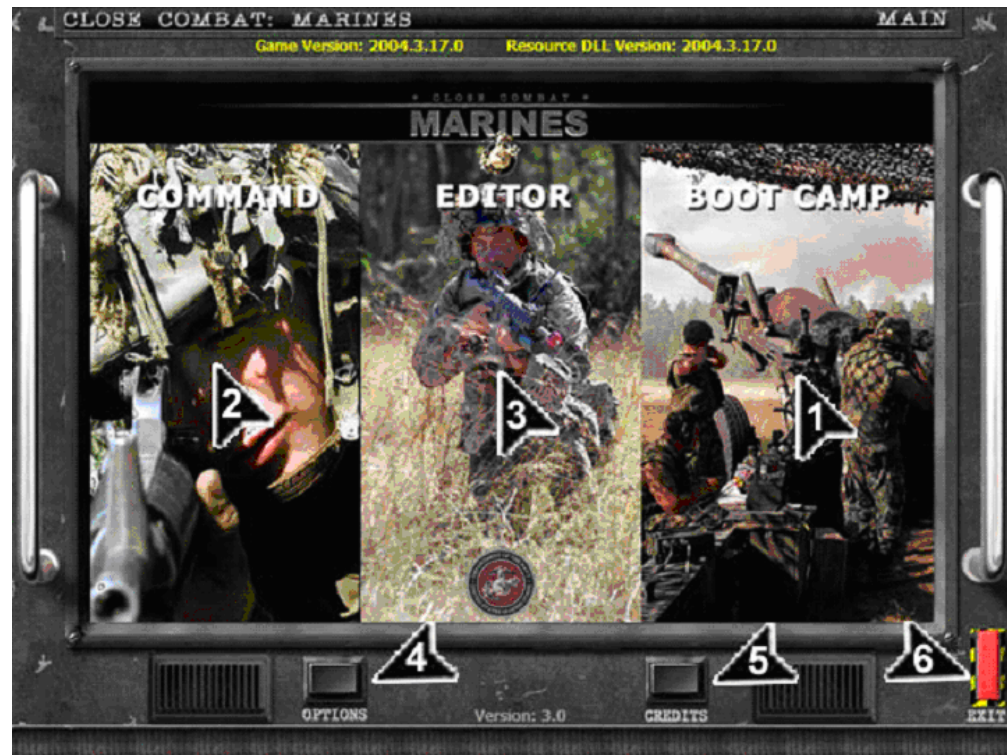 CLOSE COMBAT: MARINES MAIN
Game Version: 2004.3.17.0 Resource DLL Version: 2004.3.17.0
CLOSE COMBAT
MARINES
COMMAND EDITOR BOOT CAMP
2 3 1
4 5 6
OPTIONS Version: 3.0 CREDITS EXIT